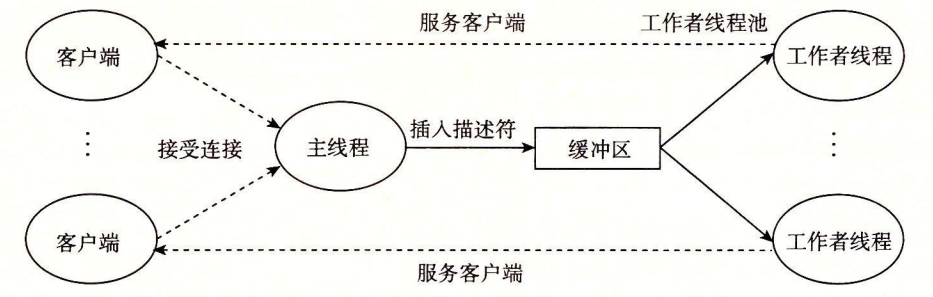 服务客户端
工作者线程池
客户端
工作者线程
接受连接
主线程
插入描述符
缓冲区
客户端
工作者线程
服务客户端